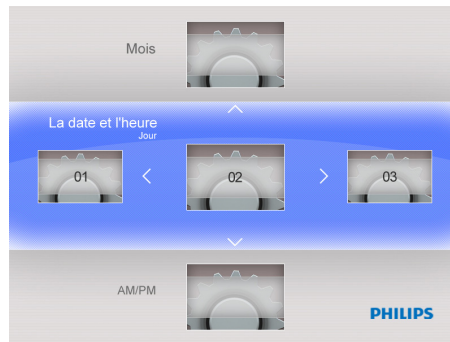 Mois
La date et l'heure
Jour
01
02
03
AM/PM
PHILIPS